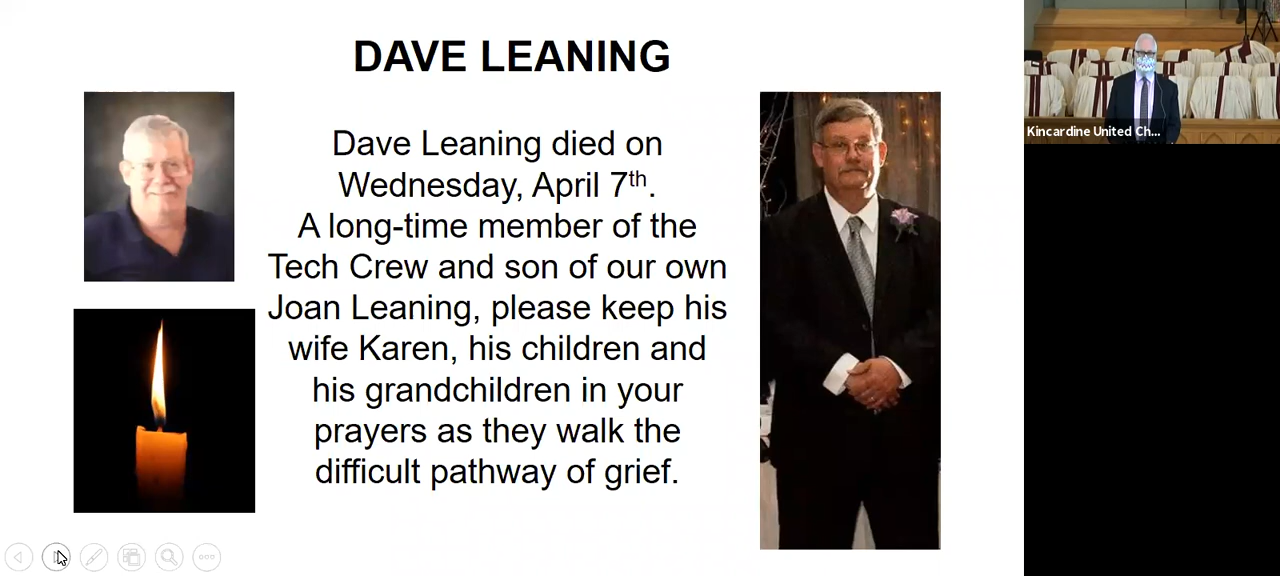 DAVE LEANING
Dave Leaning died on
Wednesday, April 7th.
A long-time member of the
Tech Crew and son of our own
Joan Leaning, please keep his
wife Karen, his children and
his grandchildren in your
prayers as they walk the
difficult pathway of grief.
Kincardine United Ch...